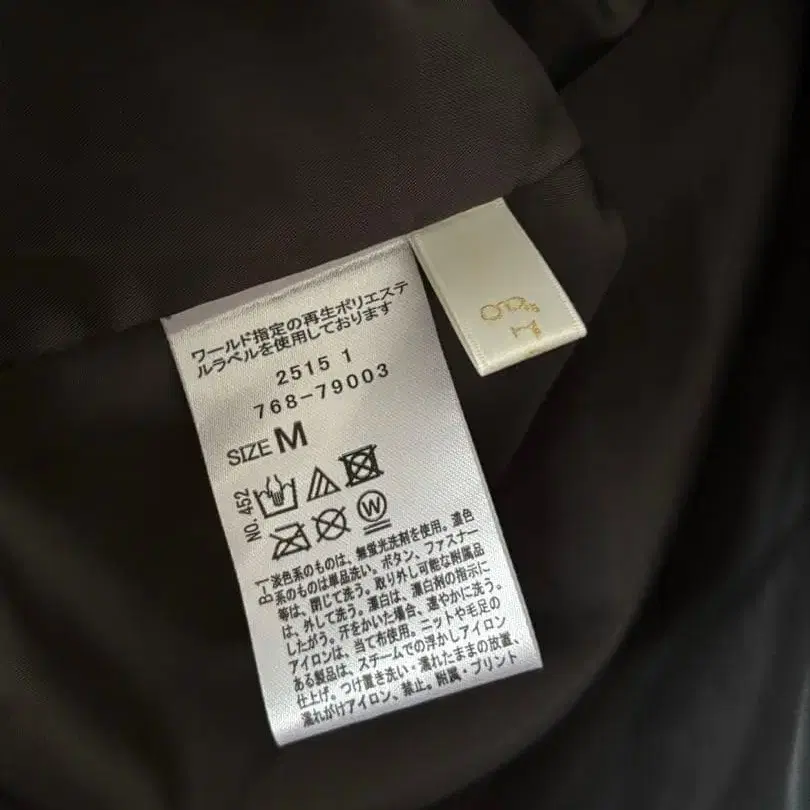 ワールド指定の再生ポリエステ
ルラベルを使用しております
2515 1
768-79003
SIZE M
NO. 452
W
B-1
淡色系のものは、無蛍光洗剤を使用。濃色
系のものは単品洗い。ボタン、ファスナー
等は、閉じて洗う。取り外し可能な附属品
は、外して洗う。漂白は、漂白剤の指示に
したがう。汗をかいた場合、速やかに洗う。
アイロンは、当て布使用。ニットや毛足の
ある製品は、スチームでの浮かしアイロン
仕上げ。つけ置き洗い・濡れたままの放置、
濡れがけアイロン、禁止。附属・プリント